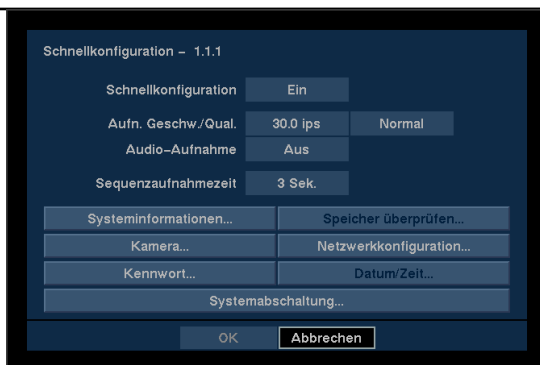 Schnellkonfiguration – 1.1.1
Schnellkonfiguration Ein
Aufn. Geschw./Qual. 30.0 ips Normal
Audio–Aufnahme Aus
Sequenzaufnahmezeit 3 Sek.
Systeminformationen... Speicher überprüfen...
Kamera... Netzwerkkonfiguration...
Kennwort... Datum/Zeit...
Systemabschaltung...
OK Abbrechen